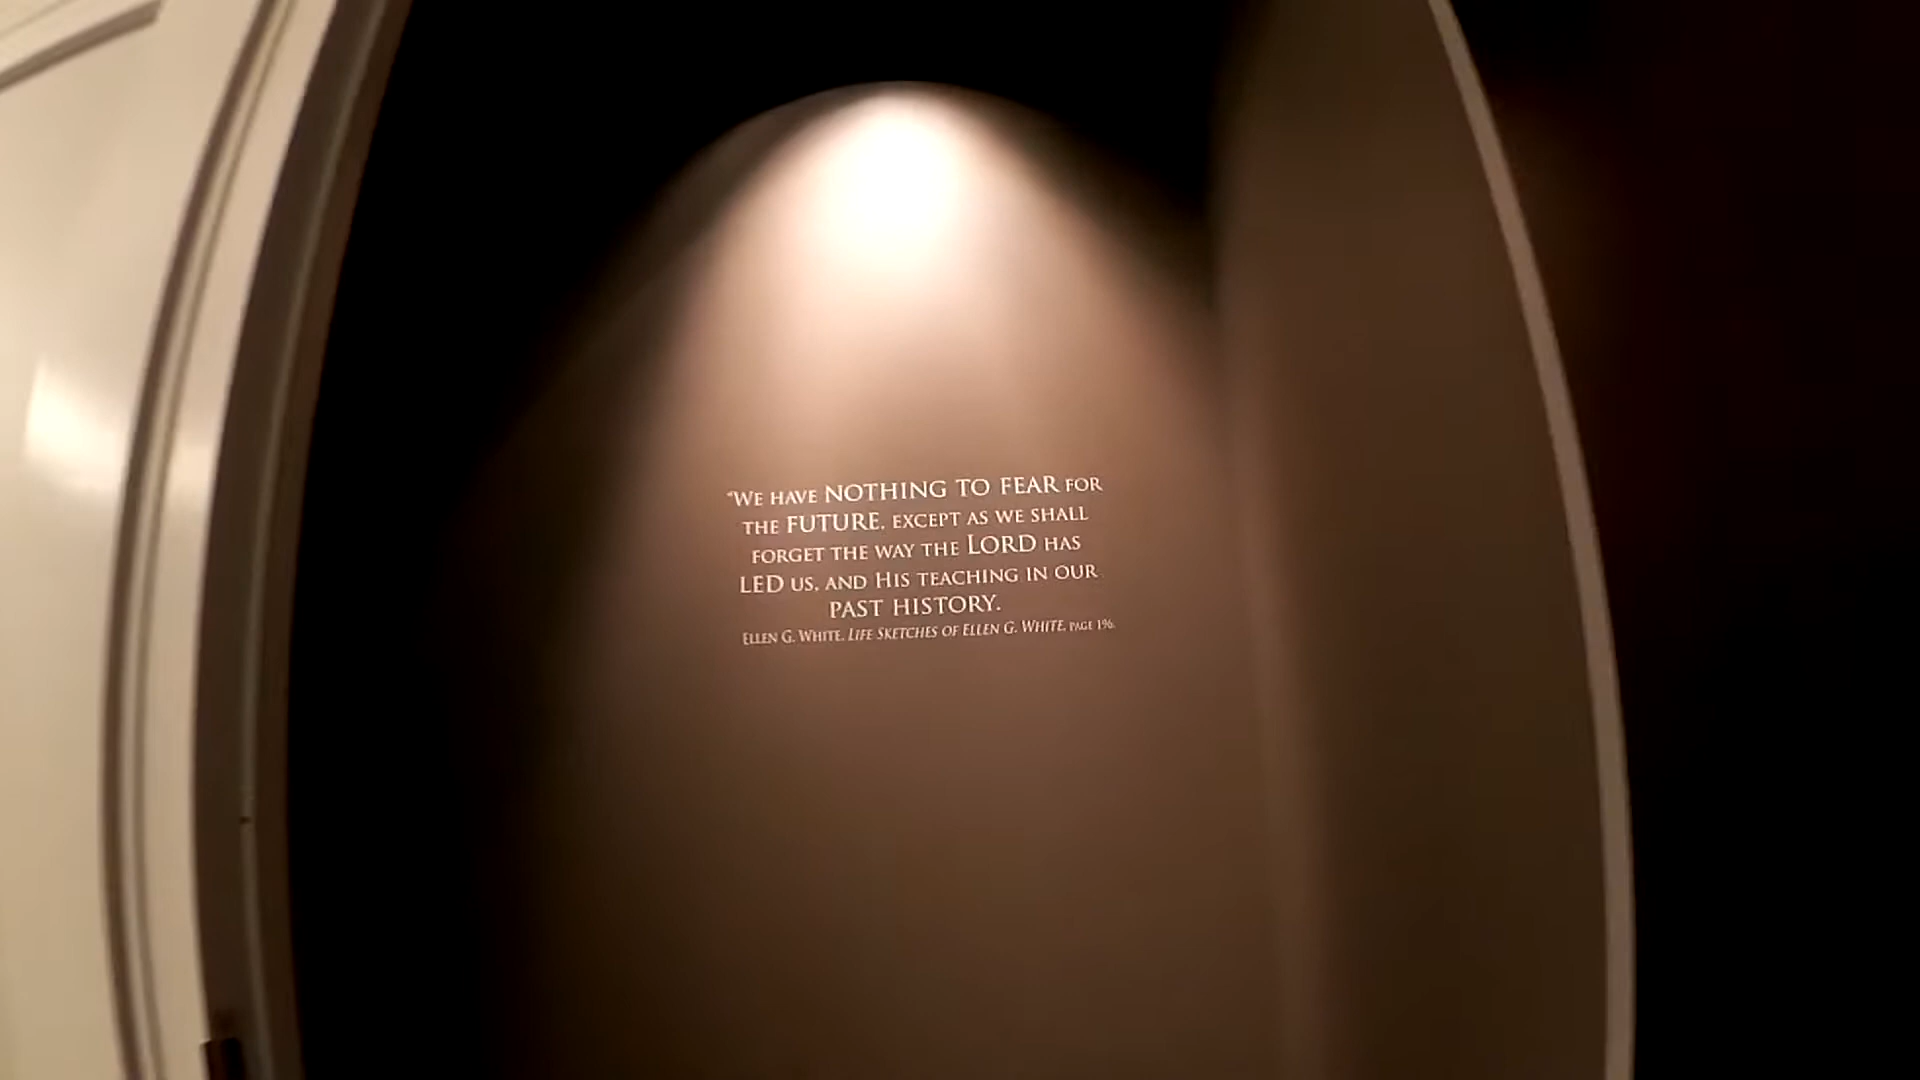 "WE HAVE NOTHING TO FEAR FOR
THE FUTURE, EXCEPT AS WE SHALL
FORGET THE WAY THE LORD HAS
LED US, AND HIS TEACHING IN OUR
PAST HISTORY.
ELLEN G. WHITE, LIFE SKETCHES OF ELLEN G. WHITE, PAGE 196.